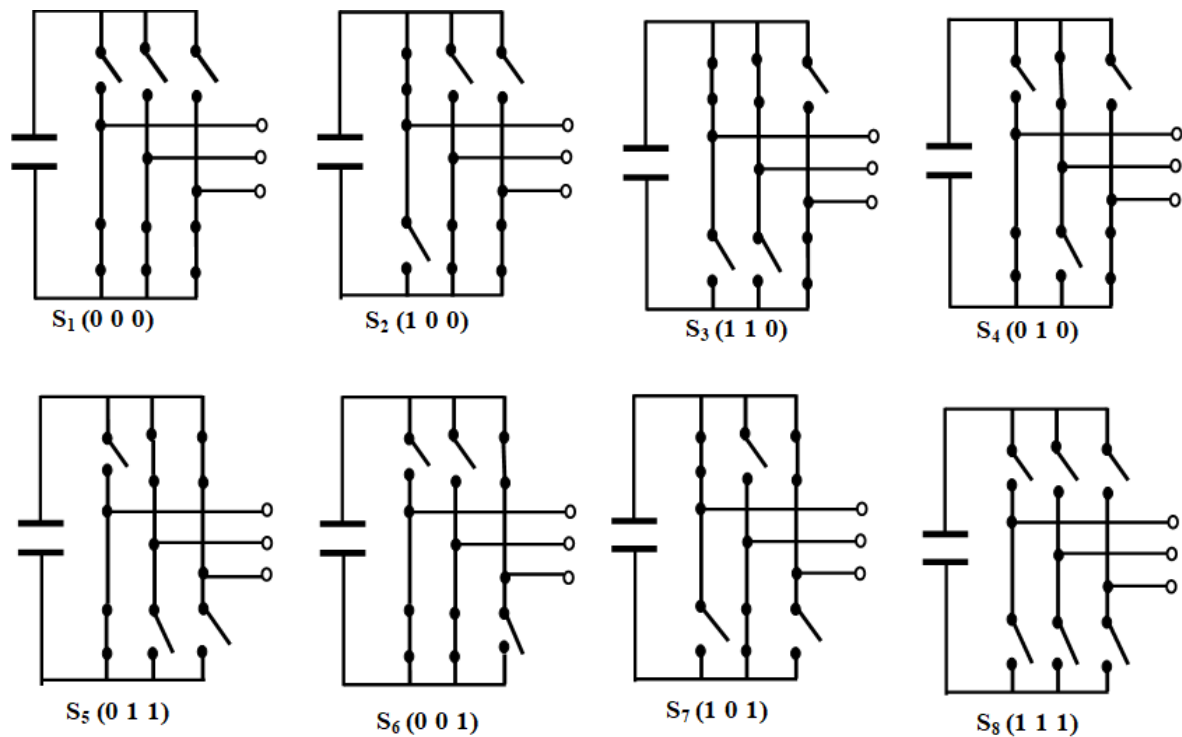 S₁ (0 0 0)
S₂ (1 0 0)
S₃ (1 1 0)
S₄ (0 1 0)
S₅ (0 1 1)
S₆ (0 0 1)
S₇ (1 0 1)
S₈ (1 1 1)